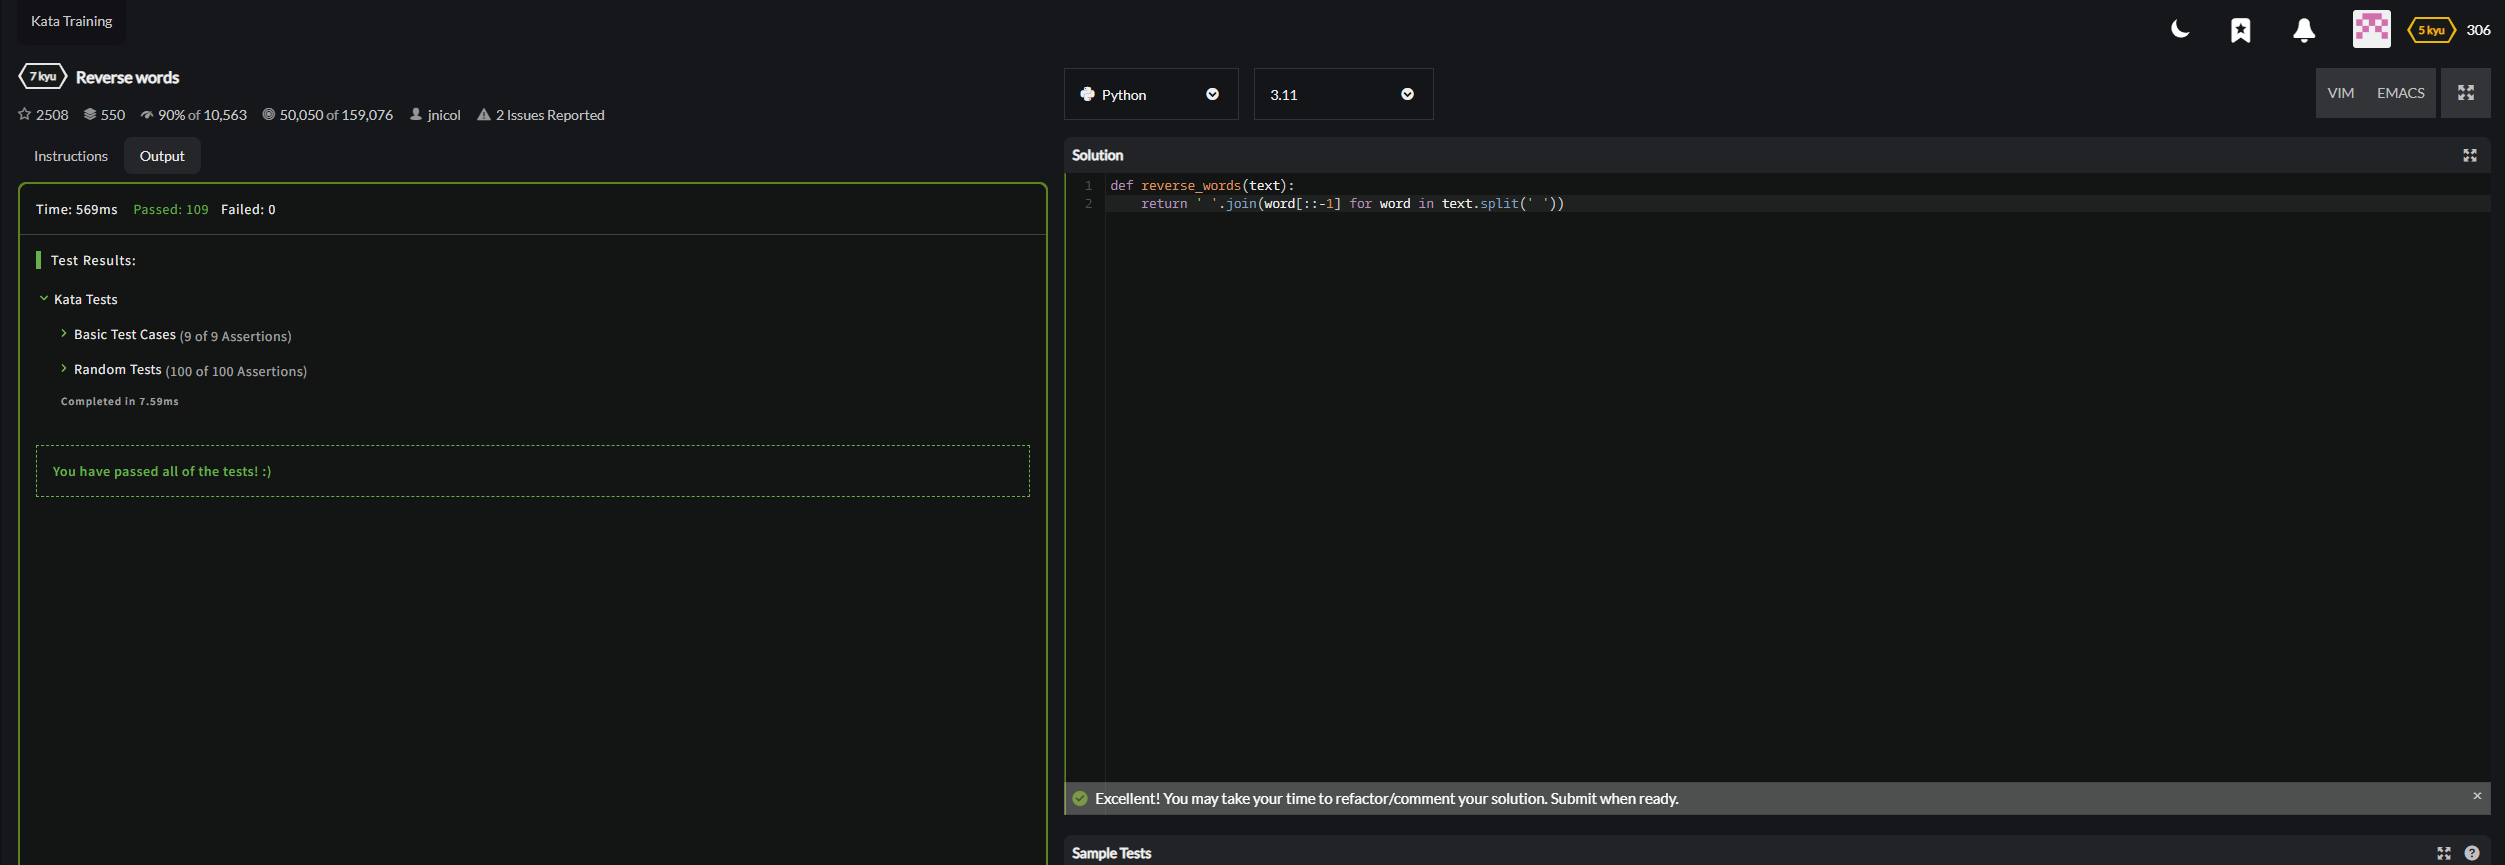 Kata Training
5 kyu 306
7 kyu Reverse words
2508 550 90% of 10,563 50,050 of 159,076 jnicol 2 Issues Reported
Instructions Output
Time: 569ms Passed: 109 Failed: 0
Test Results:
Kata Tests
Basic Test Cases (9 of 9 Assertions)
Random Tests (100 of 100 Assertions)
Completed in 7.59ms
You have passed all of the tests! :)
Python 3.11 VIM EMACS
Solution
1 def reverse_words(text):
2     return ' '.join(word[::-1] for word in text.split(' '))
Excellent! You may take your time to refactor/comment your solution. Submit when ready. ×
Sample Tests ?